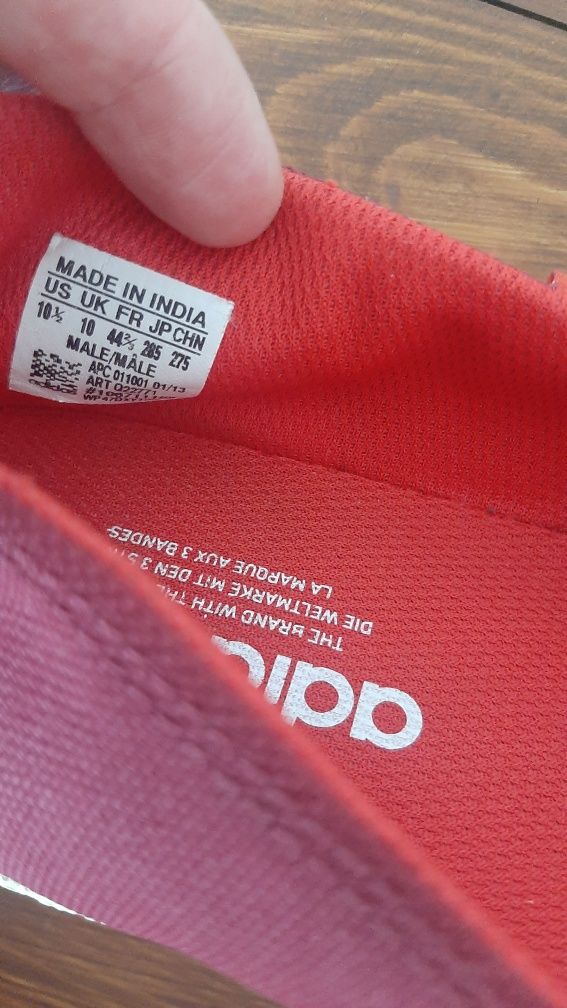 MADE IN INDIA
US UK FR JP CHN
10½ 10 44⅔ 285 275
MALE/MÂLE
APC 011001 01/13
ART
adidas
THE BRAND WITH THE
DIE WELTMARKE MIT DEN 3
LA MARQUE AUX 3 BANDES